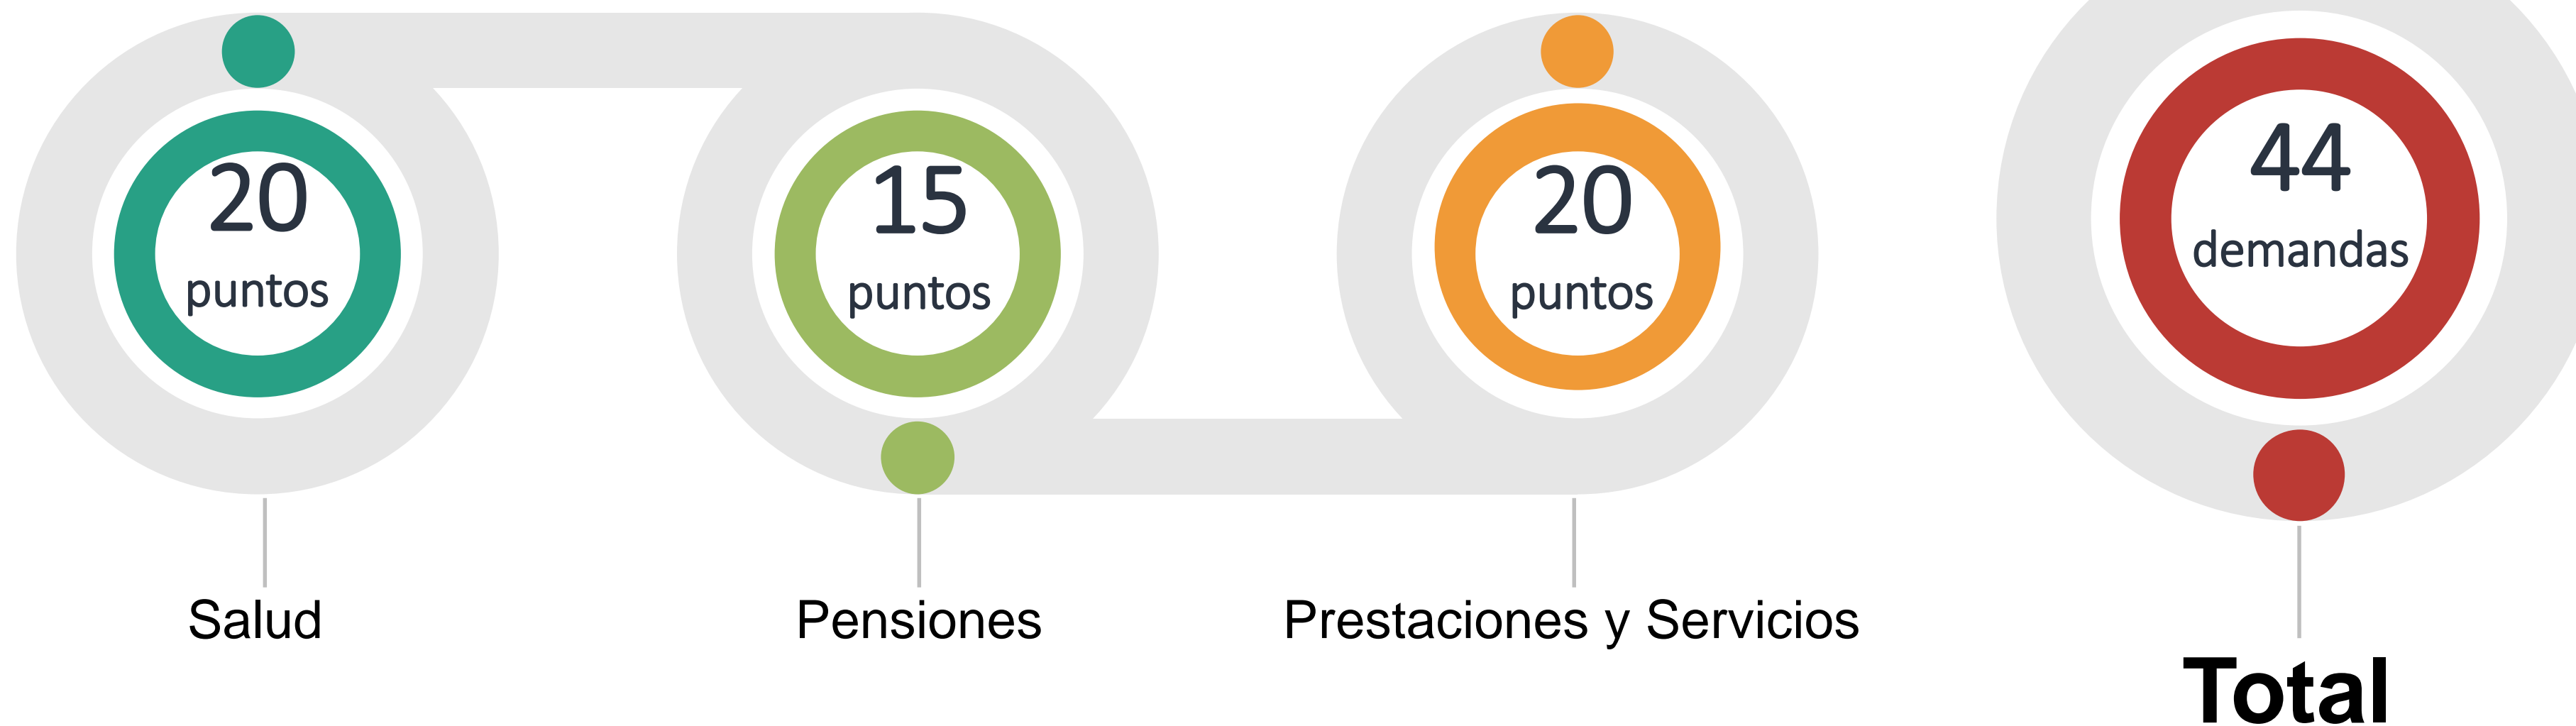 20
puntos
Salud
15
puntos
Pensiones
20
puntos
Prestaciones y Servicios
44
demandas
Total